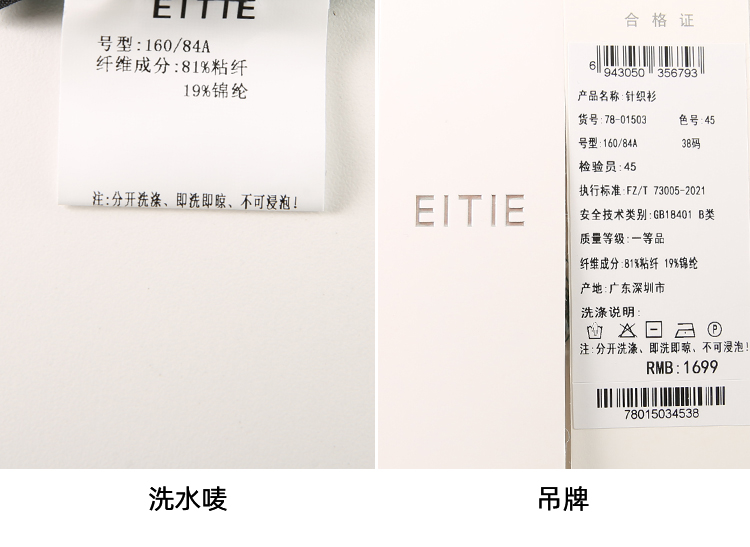 EITIE
号型:160/84A
纤维成分:81%粘纤
19%锦纶
注:分开洗涤、即洗即晾、不可浸泡!
洗水唛
EITIE
合格证
6 943050 356793
产品名称:针织衫
货号:78-01503 色号:45
号型:160/84A 38码
检验员:45
执行标准:FZ/T 73005-2021
安全技术类别:GB18401 B类
质量等级:一等品
纤维成分:81%粘纤 19%锦纶
产地:广东深圳市
洗涤说明:
P
注:分开洗涤、即洗即晾、不可浸泡!
RMB:1699
78015034538
吊牌